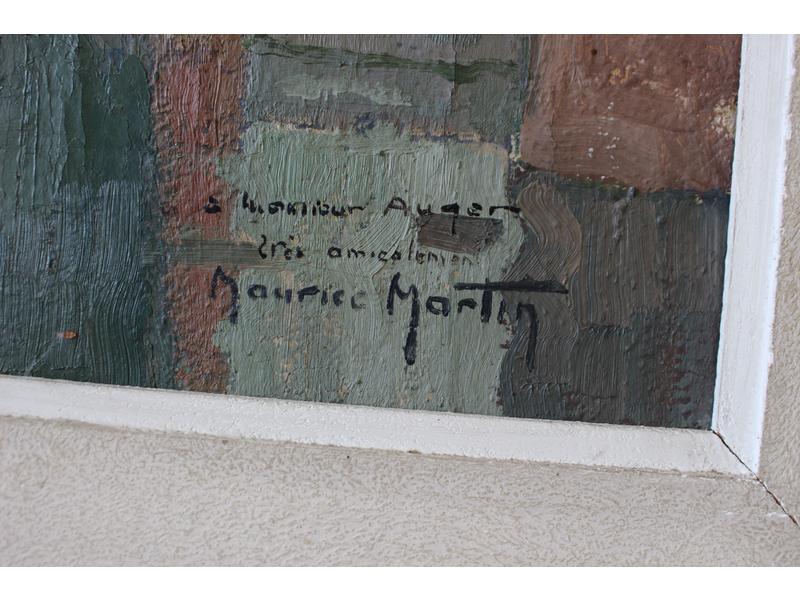 à Monsieur Auger
très amicalement
Maurice Martin